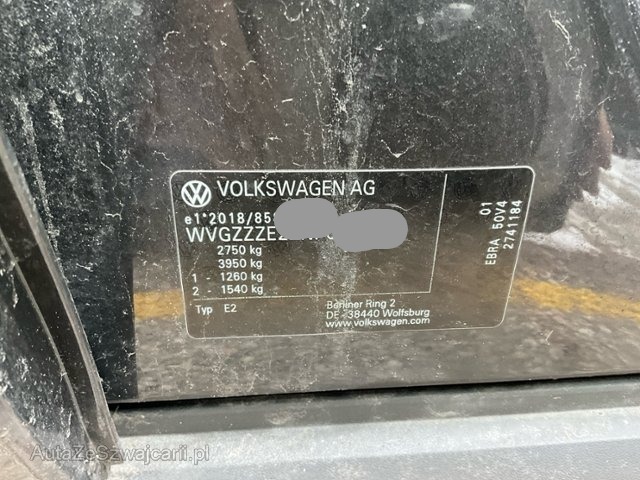 VOLKSWAGEN AG
e1*2018/858
WVGZZZE2
2750 kg
3950 kg
1 - 1260 kg
2 - 1540 kg
Typ E2
Berliner Ring 2
DE-38440 Wolfsburg
www.volkswagen.com
01
EBRA 50V4
2741184
AutaZeSzwajcarii.pl